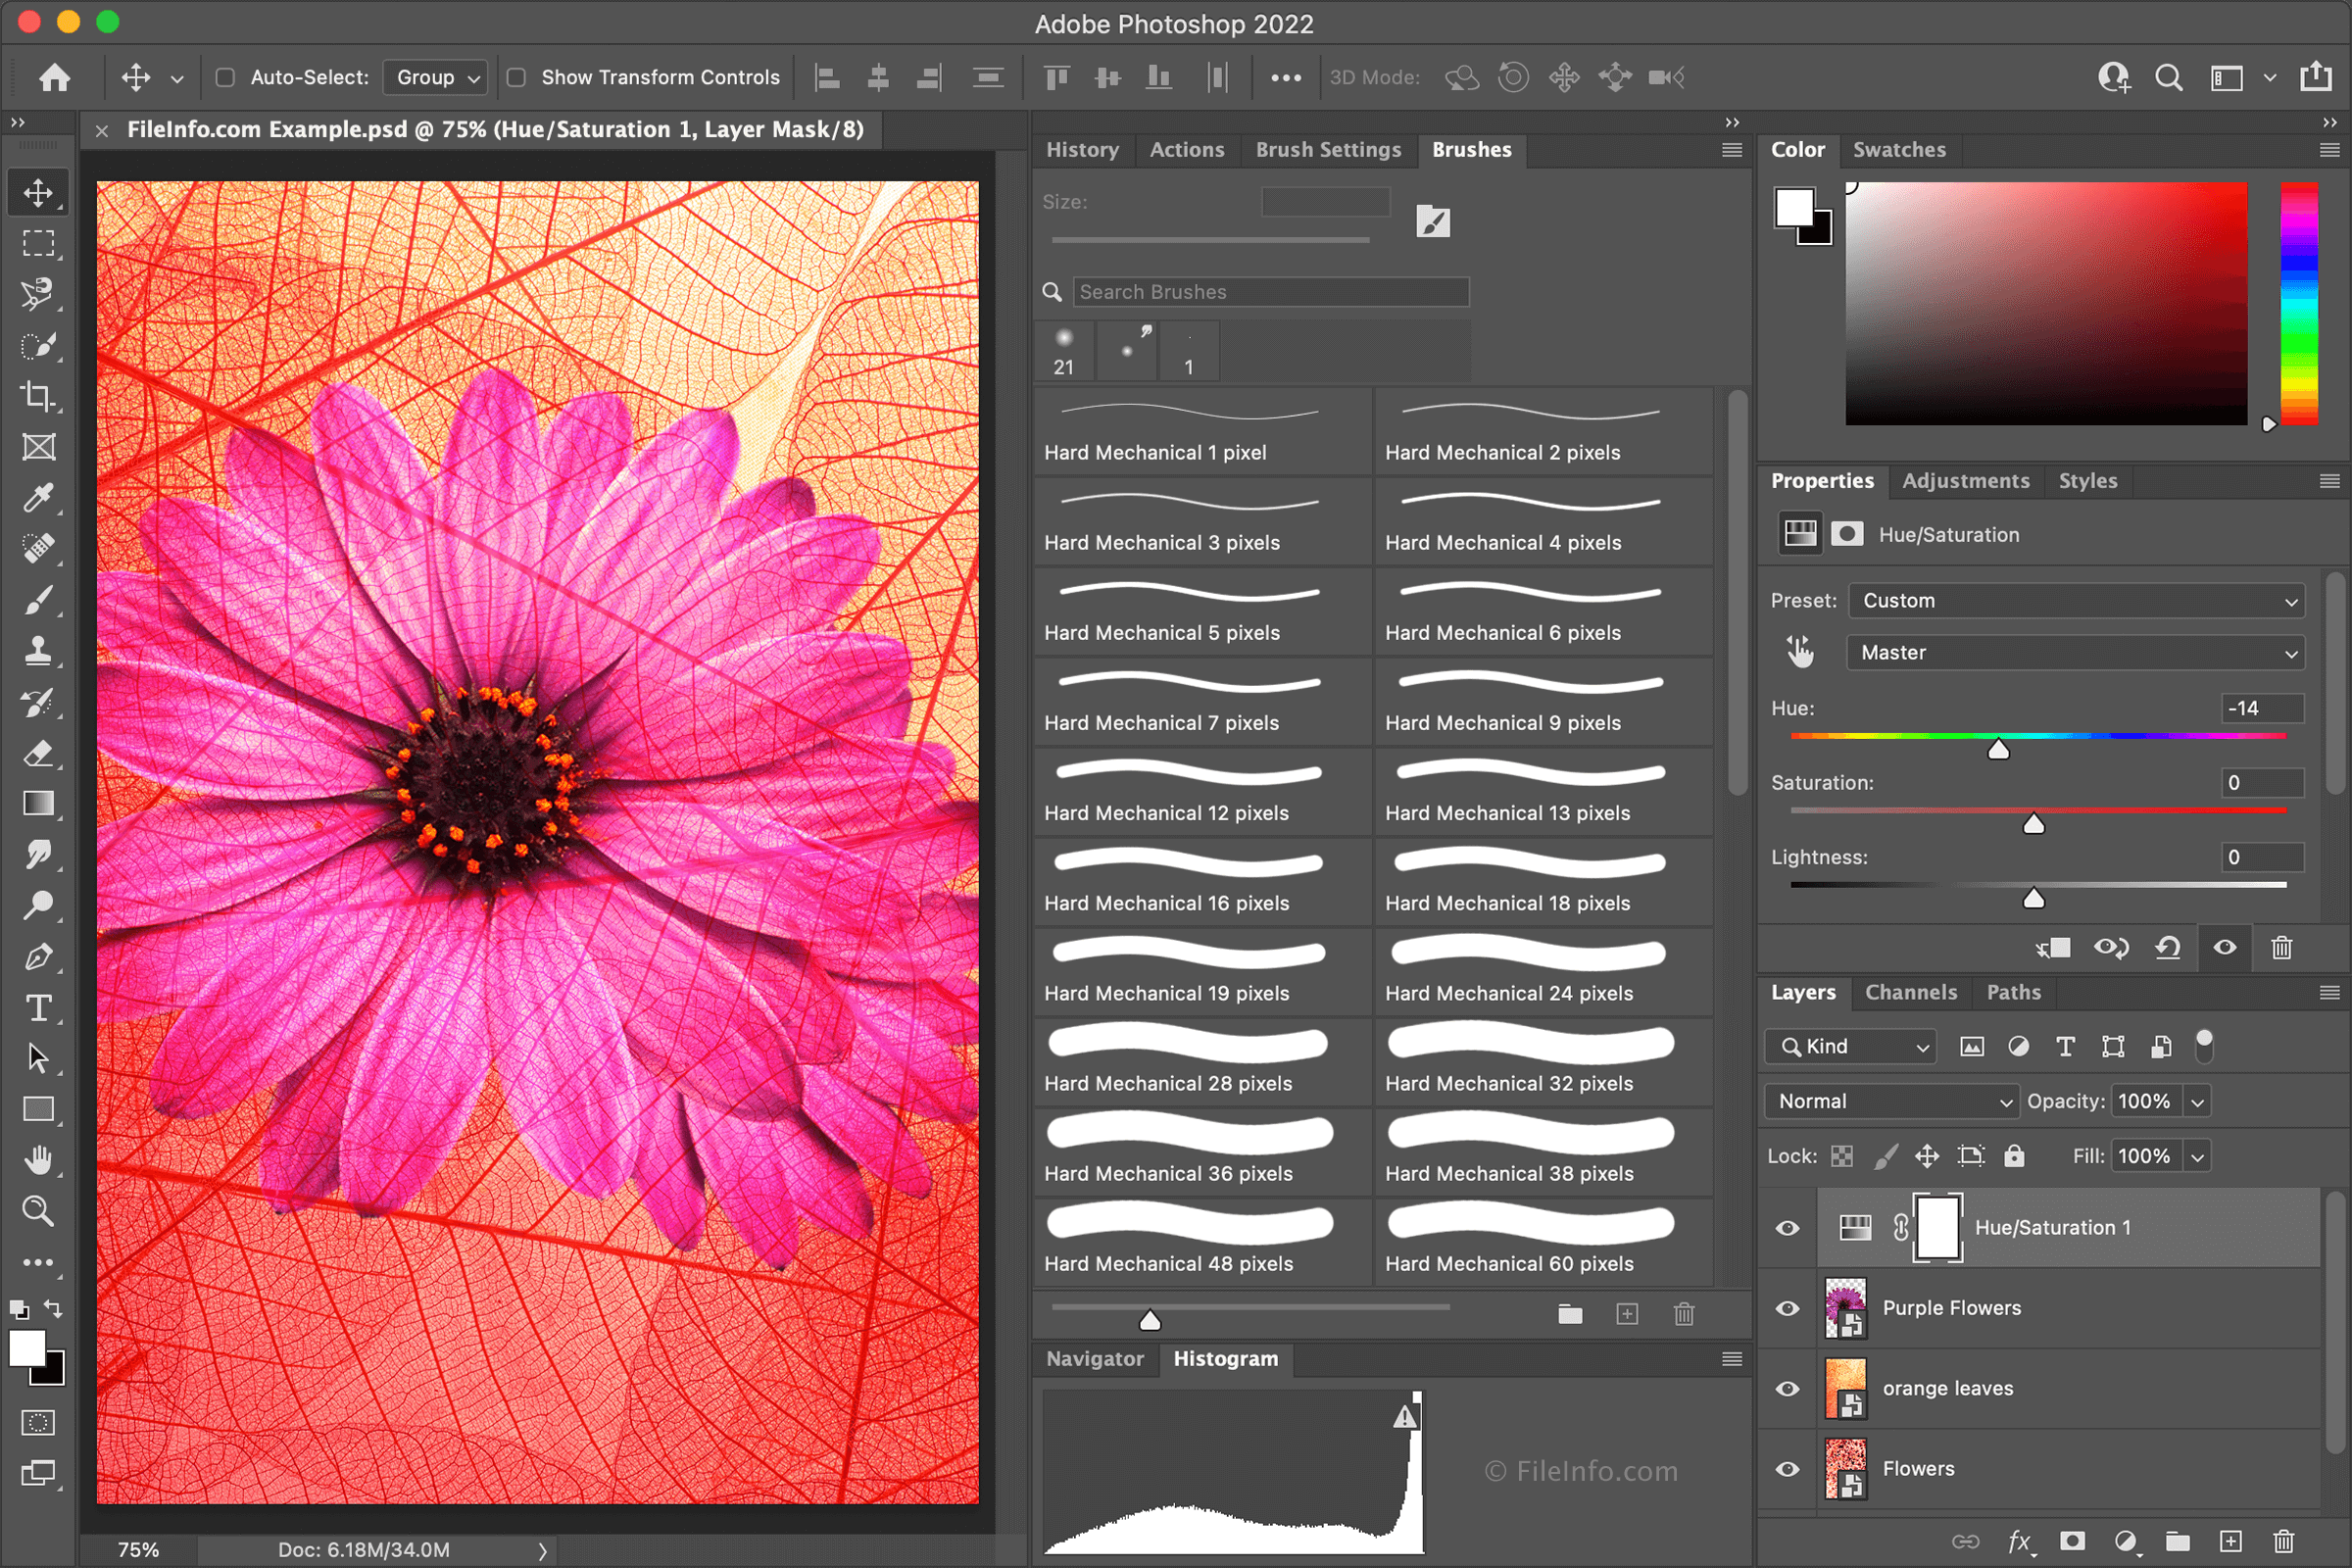 Adobe Photoshop 2022
Auto-Select: Group Show Transform Controls 3D Mode:
FileInfo.com Example.psd @ 75% (Hue/Saturation 1, Layer Mask/8)
75% Doc: 6.18M/34.0M
History Actions Brush Settings Brushes
Size:
Search Brushes
21 1
Hard Mechanical 1 pixel Hard Mechanical 2 pixels
Hard Mechanical 3 pixels Hard Mechanical 4 pixels
Hard Mechanical 5 pixels Hard Mechanical 6 pixels
Hard Mechanical 7 pixels Hard Mechanical 9 pixels
Hard Mechanical 12 pixels Hard Mechanical 13 pixels
Hard Mechanical 16 pixels Hard Mechanical 18 pixels
Hard Mechanical 19 pixels Hard Mechanical 24 pixels
Hard Mechanical 28 pixels Hard Mechanical 32 pixels
Hard Mechanical 36 pixels Hard Mechanical 38 pixels
Hard Mechanical 48 pixels Hard Mechanical 60 pixels
Navigator Histogram
© FileInfo.com
Color Swatches
Properties Adjustments Styles
Hue/Saturation
Preset: Custom
Master
Hue: -14
Saturation: 0
Lightness: 0
Layers Channels Paths
Kind
Normal Opacity: 100%
Lock: Fill: 100%
Hue/Saturation 1
Purple Flowers
orange leaves
Flowers
fx